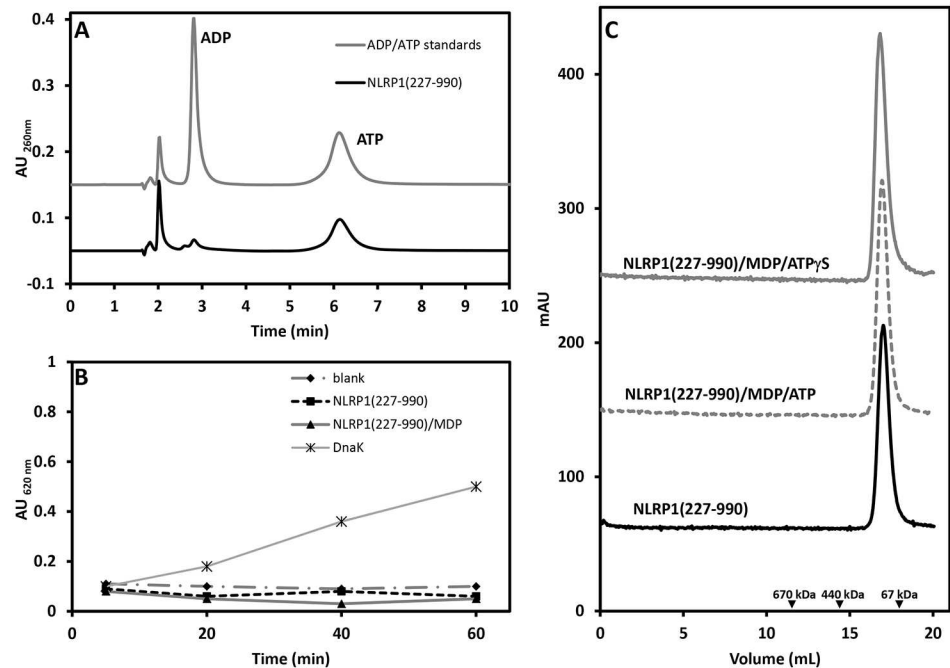 A
0.4
0.3
0.2
0.1
-0.1
AU 260nm
ADP
ATP
ADP/ATP standards
NLRP1(227-990)
0 1 2 3 4 5 6 7 8 9 10
Time (min)
B
1
0.8
0.6
0.4
0.2
0
AU 620 nm
blank
NLRP1(227-990)
NLRP1(227-990)/MDP
DnaK
0 20 40 60
Time (min)
C
400
300
200
100
0
mAU
NLRP1(227-990)/MDP/ATPγS
NLRP1(227-990)/MDP/ATP
NLRP1(227-990)
670 kDa 440 kDa 67 kDa
0 5 10 15 20
Volume (mL)